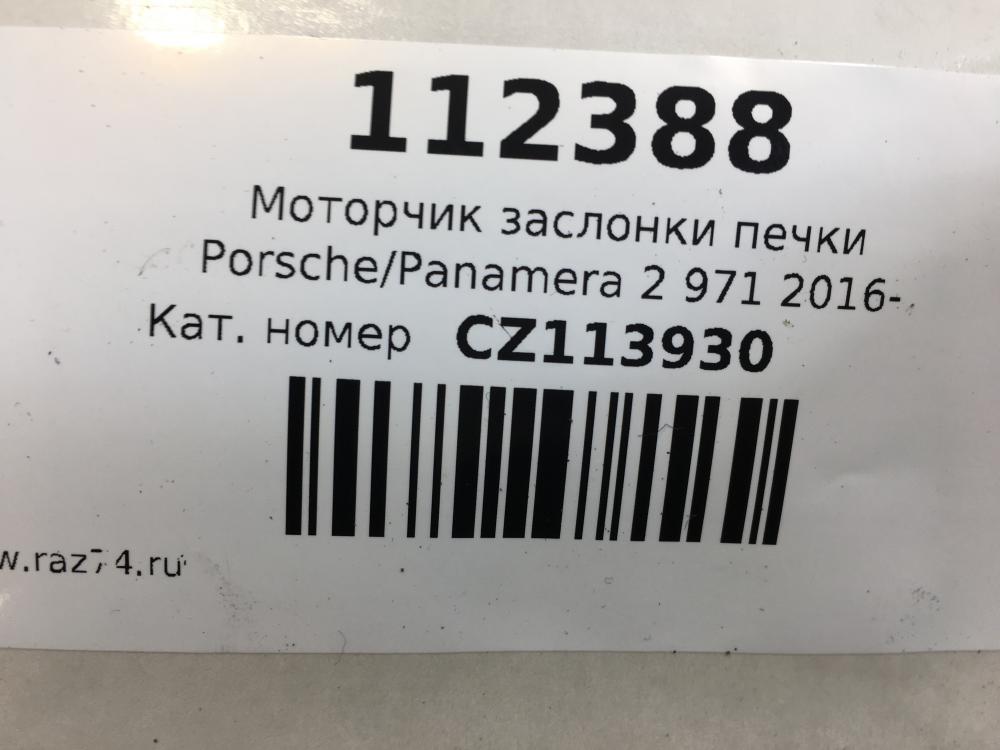 112388
Моторчик заслонки печки
Porsche/Panamera 2 971 2016-
Кат. номер CZ113930
w.raz74.ru